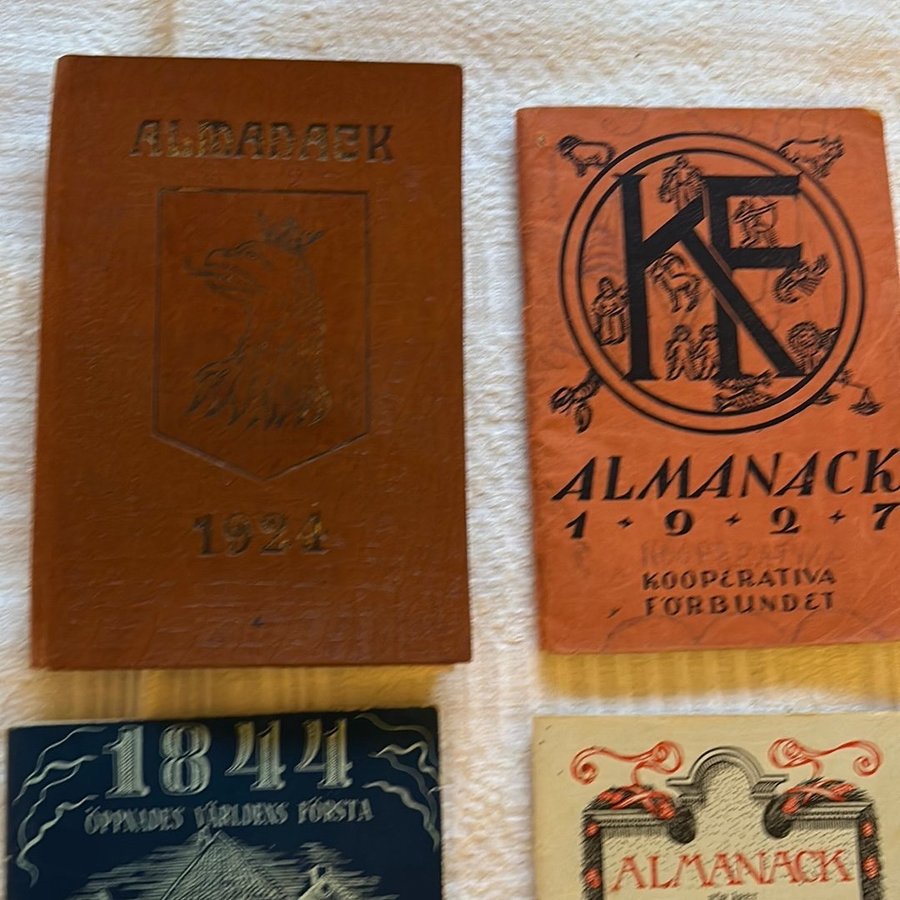 ALMANACK
1924
KF
ALMANACK
1 + 9 + 2 + 7
KOOPERATIVA
FÖRBUNDET
1844
ÖPPNADES VÄRLDENS FÖRSTA
ALMANACK